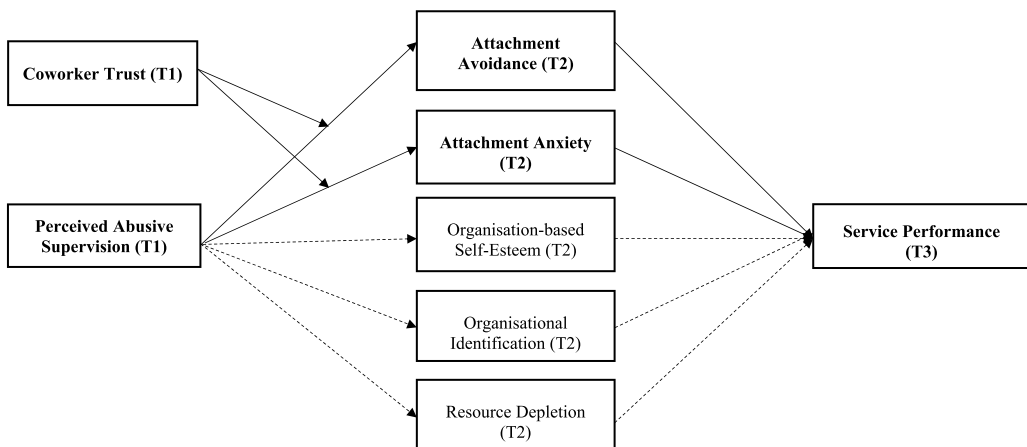 Coworker Trust (T1)
Perceived Abusive
Supervision (T1)
Attachment
Avoidance (T2)
Attachment Anxiety
(T2)
Organisation-based
Self-Esteem (T2)
Organisational
Identification (T2)
Resource Depletion
(T2)
Service Performance
(T3)